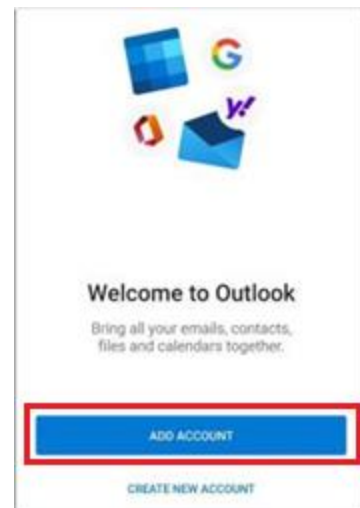 Welcome to Outlook
Bring all your emails, contacts,
files and calendars together.
ADD ACCOUNT
CREATE NEW ACCOUNT